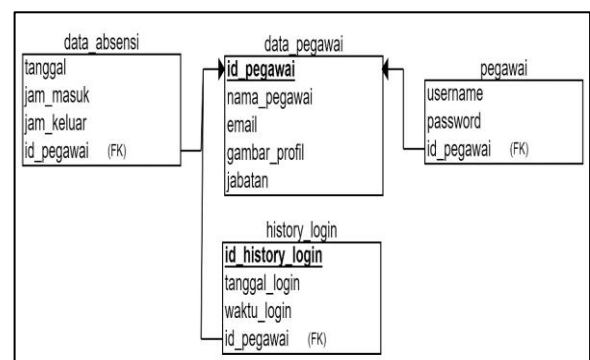 data_absensi
tanggal
jam_masuk
jam_keluar
id_pegawai (FK)
data_pegawai
id_pegawai
nama_pegawai
email
gambar_profil
jabatan
pegawai
username
password
id_pegawai (FK)
history_login
id_history_login
tanggal_login
waktu_login
id_pegawai (FK)